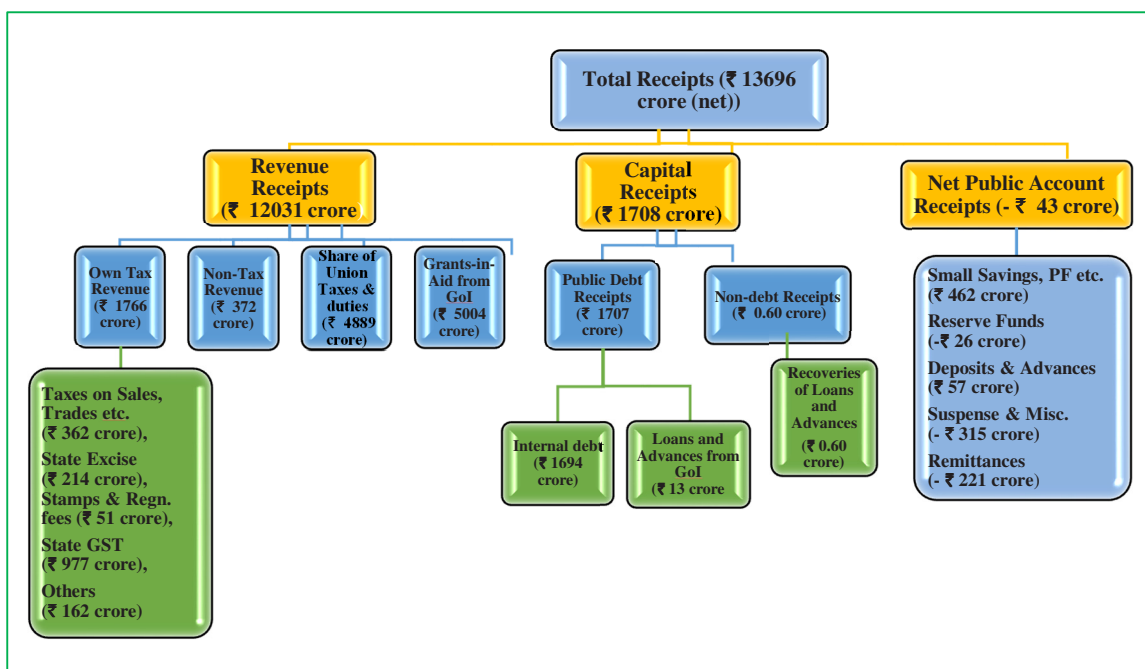 Total Receipts (₹ 13696
crore (net))
Revenue
Receipts
(₹ 12031 crore)
Capital
Receipts
(₹ 1708 crore)
Net Public Account
Receipts (- ₹ 43 crore)
Own Tax
Revenue
(₹ 1766
crore)
Non-Tax
Revenue
(₹ 372
crore)
Share of
Union
Taxes &
duties
(₹ 4889
crore)
Grants-in-
Aid from GoI
(₹ 5004
crore)
Public Debt
Receipts
(₹ 1707
crore)
Non-debt Receipts
(₹ 0.60 crore)
Taxes on Sales,
Trades etc.
(₹ 362 crore),
State Excise
(₹ 214 crore),
Stamps & Regn.
fees (₹ 51 crore),
State GST
(₹ 977 crore),
Others
(₹ 162 crore)
Internal debt
(₹ 1694
crore)
Loans and
Advances from
GoI
(₹ 13 crore
Recoveries
of Loans
and
Advances
(₹ 0.60
crore)
Small Savings, PF etc.
(₹ 462 crore)
Reserve Funds
(-₹ 26 crore)
Deposits & Advances
(₹ 57 crore)
Suspense & Misc.
(- ₹ 315 crore)
Remittances
(- ₹ 221 crore)